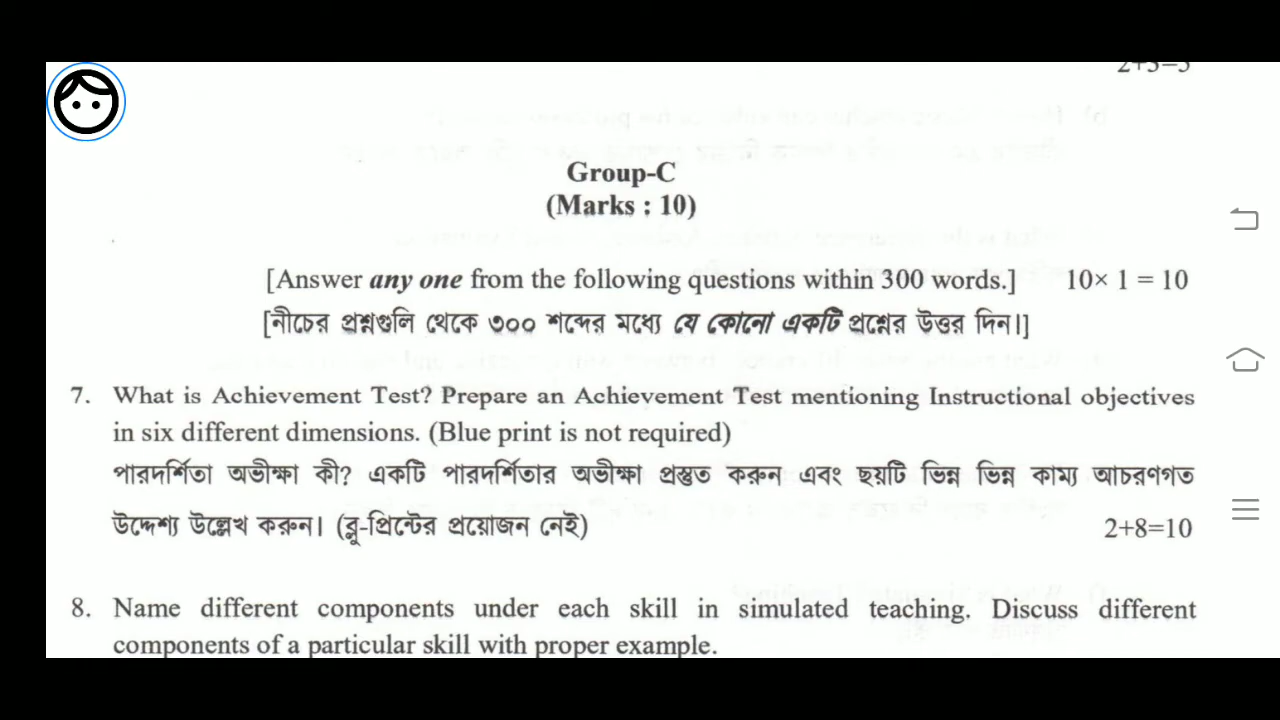 2+3=5
Group-C
(Marks : 10)
[Answer any one from the following questions within 300 words.] 10× 1 = 10
[নীচের প্রশ্নগুলি থেকে ৩০০ শব্দের মধ্যে যে কোনো একটি প্রশ্নের উত্তর দিন।]
7. What is Achievement Test? Prepare an Achievement Test mentioning Instructional objectives
in six different dimensions. (Blue print is not required)
পারদর্শিতা অভীক্ষা কী? একটি পারদর্শিতার অভীক্ষা প্রস্তুত করুন এবং ছয়টি ভিন্ন ভিন্ন কাম্য আচরণগত
উদ্দেশ্য উল্লেখ করুন। (ব্লু-প্রিন্টের প্রয়োজন নেই) 2+8=10
8. Name different components under each skill in simulated teaching. Discuss different
components of a particular skill with proper example.